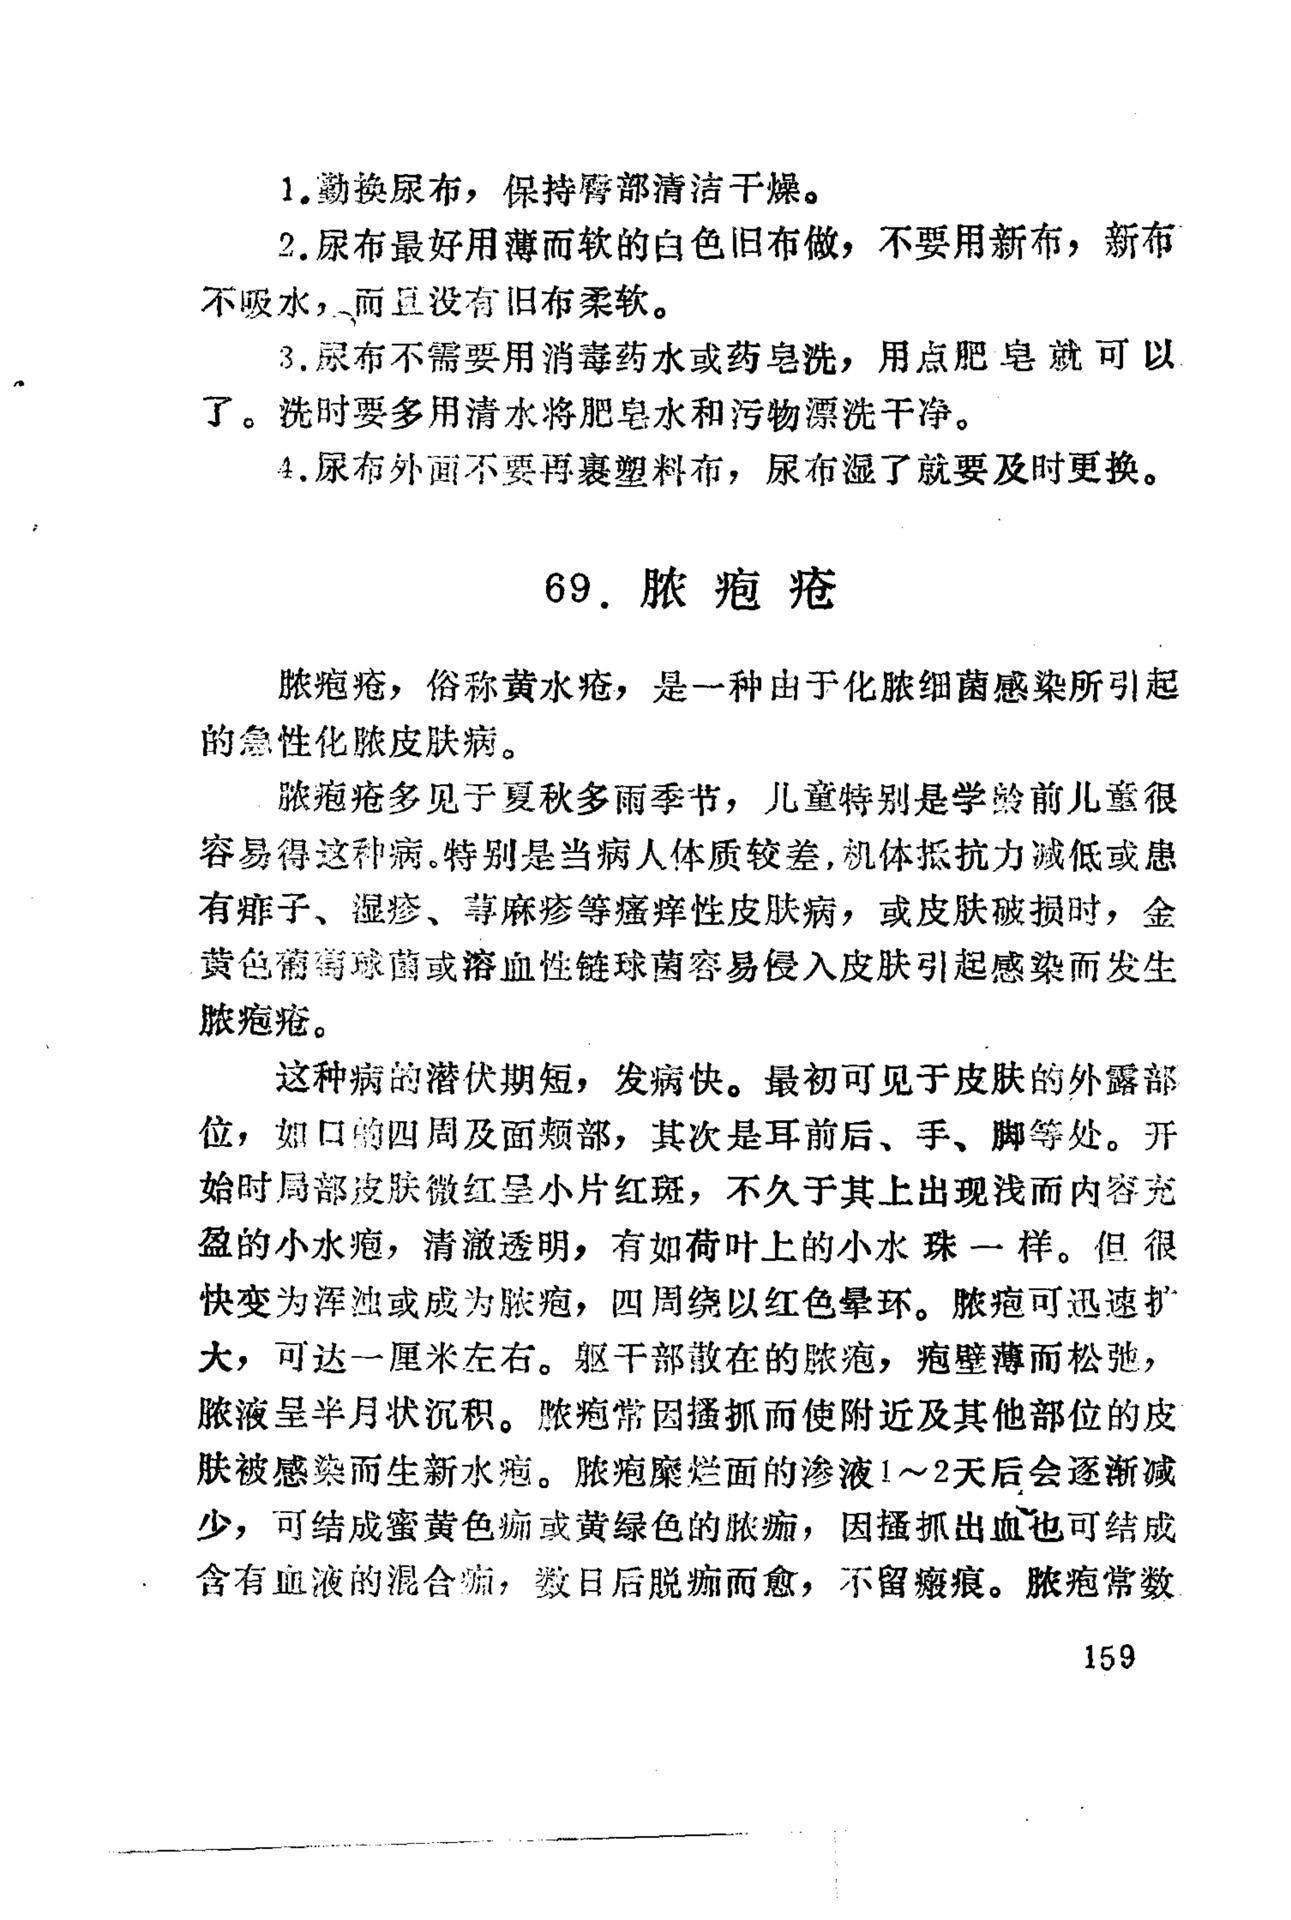 1.勤换尿布，保持臀部清洁干燥。
2.尿布最好用薄而软的白色旧布做，不要用新布，新布
不吸水，而且没有旧布柔软。
3.尿布不需要用消毒药水或药皂洗，用点肥皂就可以
了。洗时要多用清水将肥皂水和污物漂洗干净。
4.尿布外面不要再裹塑料布，尿布湿了就要及时更换。
69．脓疱疮
脓疱疮，俗称黄水疮，是一种由于化脓细菌感染所引起
的急性化脓皮肤病。
脓疱疮多见于夏秋多雨季节，儿童特别是学龄前儿童很
容易得这种病。特别是当病人体质较差，机体抵抗力减低或患
有痱子、湿疹、荨麻疹等瘙痒性皮肤病，或皮肤破损时，金
黄色葡萄球菌或溶血性链球菌容易侵入皮肤引起感染而发生
脓疱疮。
这种病的潜伏期短，发病快。最初可见于皮肤的外露部
位，如口的四周及面颊部，其次是耳前后、手、脚等处。开
始时局部皮肤微红呈小片红斑，不久于其上出现浅而内容充
盈的小水疱，清澈透明，有如荷叶上的小水珠一样。但很
快变为浑浊或成为脓疱，四周绕以红色晕环。脓疱可迅速扩
大，可达一厘米左右。躯干部散在的脓疱，疱壁薄而松弛，
脓液呈半月状沉积。脓疱常因搔抓而使附近及其他部位的皮
肤被感染而生新水疱。脓疱糜烂面的渗液1～2天后会逐渐减
少，可结成蜜黄色痂或黄绿色的脓痂，因搔抓出血也可结成
含有血液的混合痂，数日后脱痂而愈，不留瘢痕。脓疱常数
159